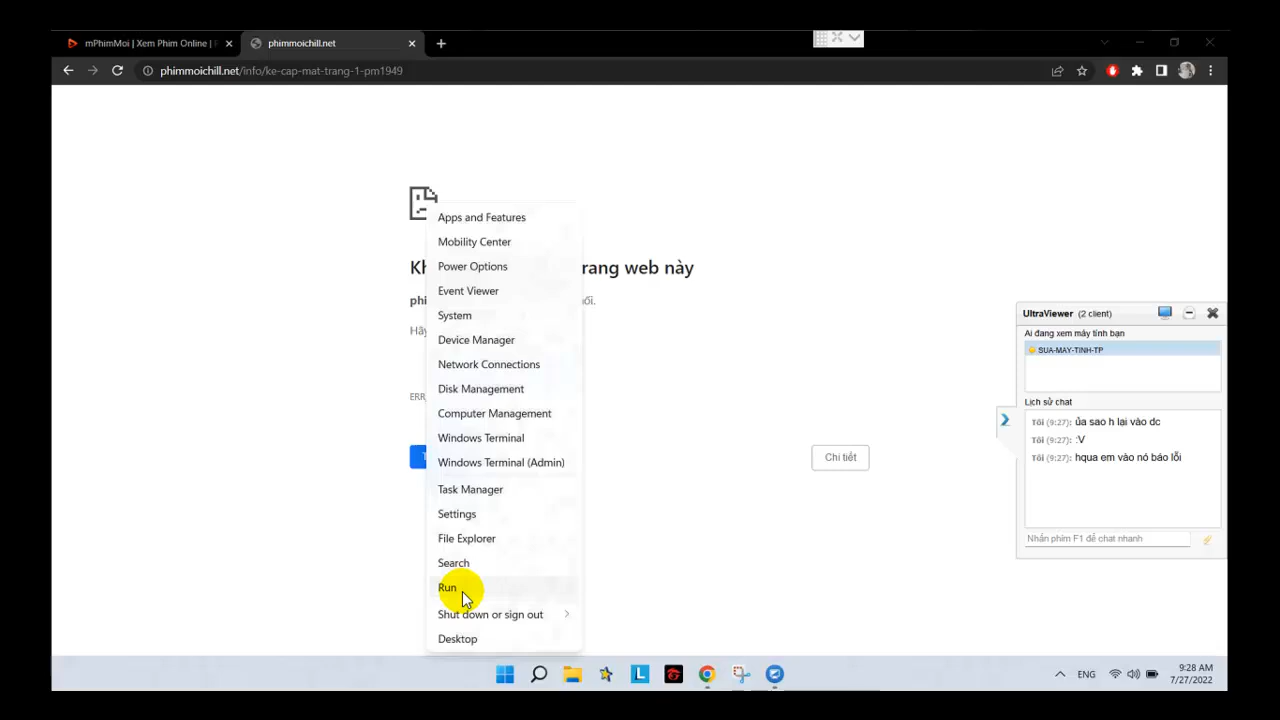 mPhimMoi | Xem Phim Online |
phimmoichill.net
phimmoichill.net/info/ke-cap-mat-trang-1-pm1949
Apps and Features
Mobility Center
Power Options
Event Viewer
System
Device Manager
Network Connections
Disk Management
Computer Management
Windows Terminal
Windows Terminal (Admin)
Task Manager
Settings
File Explorer
Search
Run
Shut down or sign out
Desktop
Kh
rang web này
phi
ối.
Hãy
ERR
T
Chi tiết
UltraViewer (2 client)
Ai đang xem máy tính bạn
SUA-MAY-TINH-TP
Lịch sử chat
Tôi (9:27): ủa sao h lại vào dc
Tôi (9:27): :V
Tôi (9:27): hqua em vào nó báo lỗi
Nhấn phím F1 để chat nhanh
L
ENG
9:28 AM
7/27/2022